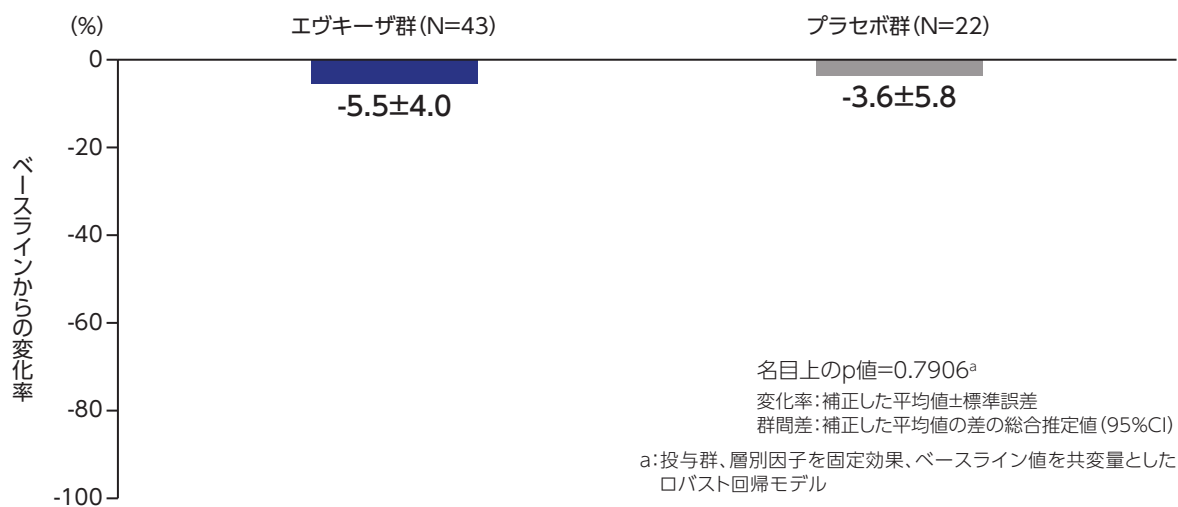 (%)
エヴキーザ群(N=43)
プラセボ群(N=22)
0
-20
-40
-60
-80
-100
ベースラインからの変化率
-5.5±4.0
-3.6±5.8
名目上のp値=0.7906a
変化率:補正した平均値±標準誤差
群間差:補正した平均値の差の総合推定値(95%CI)
a:投与群、層別因子を固定効果、ベースライン値を共変量とした
ロバスト回帰モデル